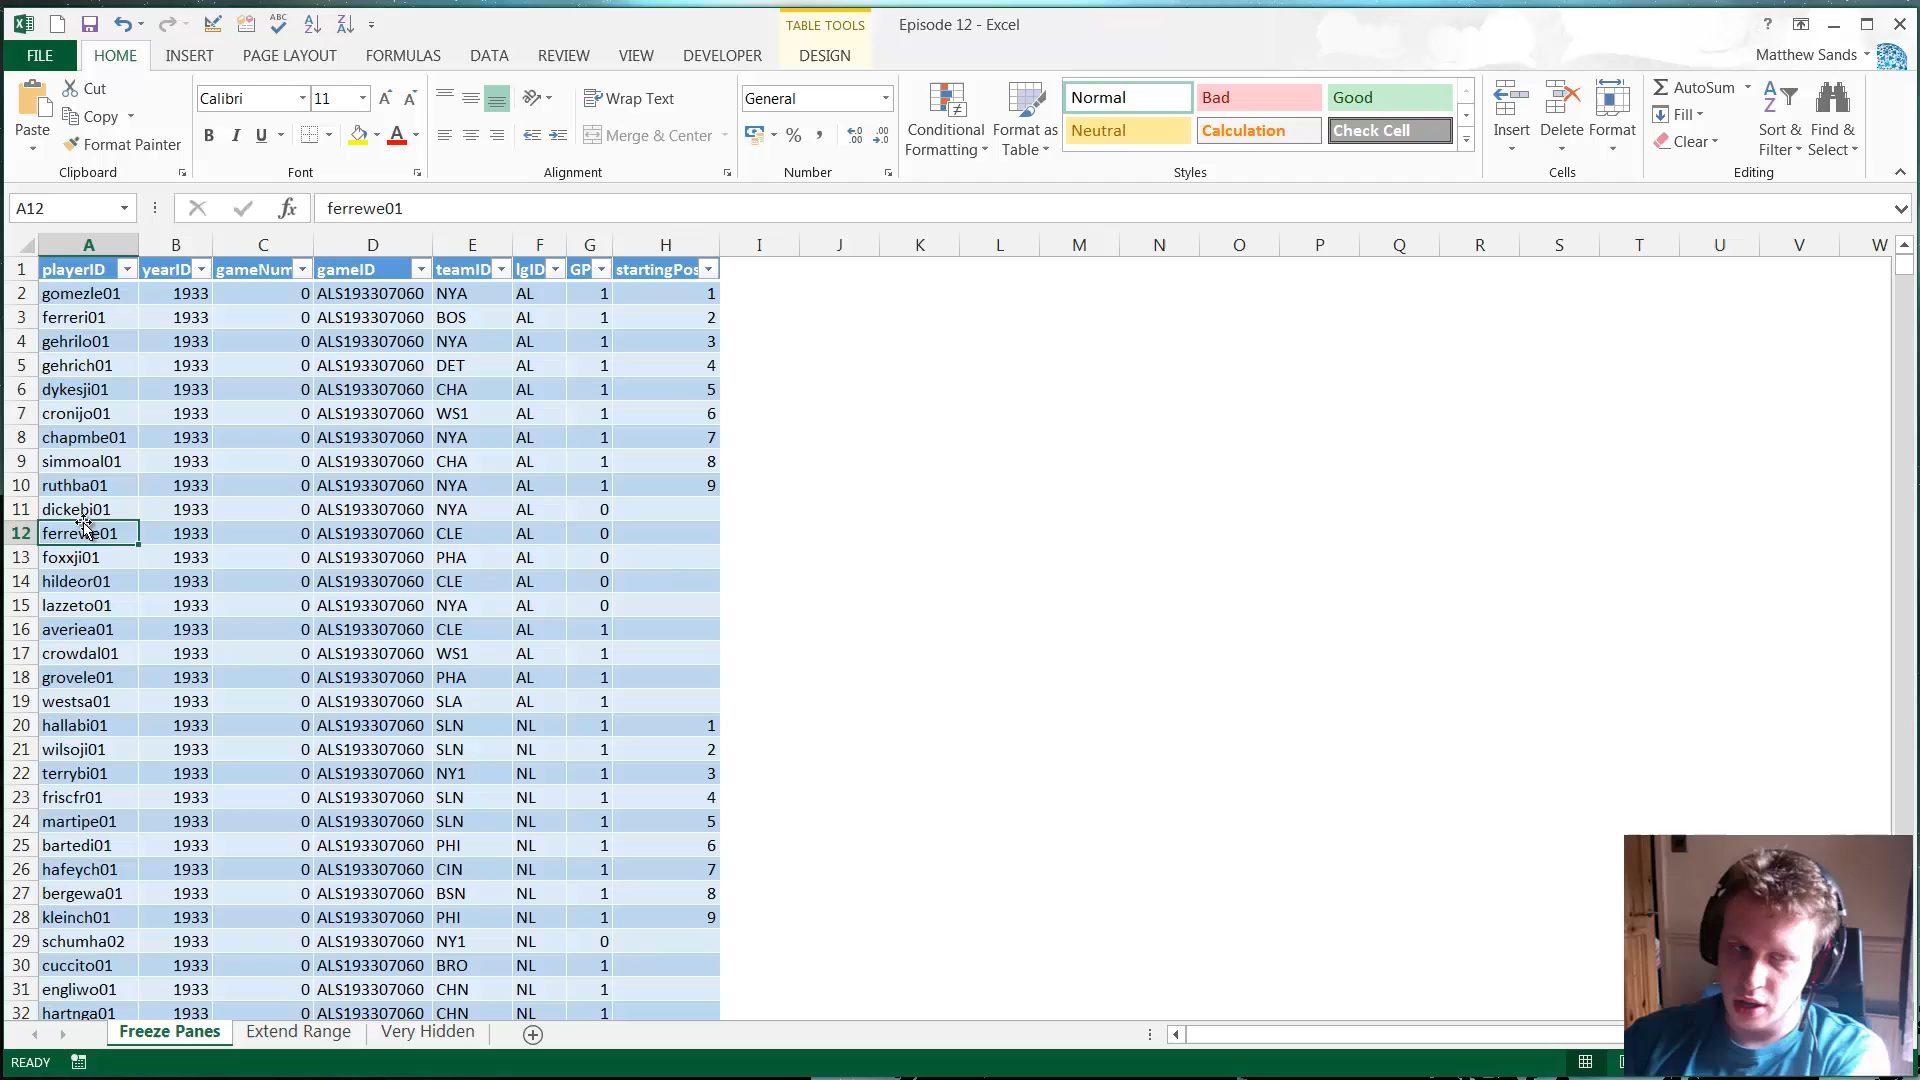 TABLE TOOLS
Episode 12 - Excel
FILE HOME INSERT PAGE LAYOUT FORMULAS DATA REVIEW VIEW DEVELOPER DESIGN
Matthew Sands
Paste
Cut
Copy
Format Painter
Clipboard
Calibri 11
B I U
Font
Wrap Text
Merge & Center
Alignment
General
Number
Conditional Formatting
Format as Table
Normal Bad Good
Neutral Calculation Check Cell
Styles
Insert Delete Format
Cells
AutoSum
Fill
Clear
Sort & Filter
Find & Select
Editing
A12 fx ferrewe01
A B C D E F G H I J K L M N O P Q R S T U V W
1 playerID yearID gameNum gameID teamID lgID GP startingPos
2 gomezle01 1933 0 ALS193307060 NYA AL 1 1
3 ferreri01 1933 0 ALS193307060 BOS AL 1 2
4 gehrilo01 1933 0 ALS193307060 NYA AL 1 3
5 gehrich01 1933 0 ALS193307060 DET AL 1 4
6 dykesji01 1933 0 ALS193307060 CHA AL 1 5
7 cronijo01 1933 0 ALS193307060 WS1 AL 1 6
8 chapmbe01 1933 0 ALS193307060 NYA AL 1 7
9 simmoal01 1933 0 ALS193307060 CHA AL 1 8
10 ruthba01 1933 0 ALS193307060 NYA AL 1 9
11 dickebi01 1933 0 ALS193307060 NYA AL 0
12 ferrewe01 1933 0 ALS193307060 CLE AL 0
13 foxxji01 1933 0 ALS193307060 PHA AL 0
14 hildeor01 1933 0 ALS193307060 CLE AL 0
15 lazzeto01 1933 0 ALS193307060 NYA AL 0
16 averiea01 1933 0 ALS193307060 CLE AL 1
17 crowdal01 1933 0 ALS193307060 WS1 AL 1
18 grovele01 1933 0 ALS193307060 PHA AL 1
19 westsa01 1933 0 ALS193307060 SLA AL 1
20 hallabi01 1933 0 ALS193307060 SLN NL 1 1
21 wilsoji01 1933 0 ALS193307060 SLN NL 1 2
22 terrybi01 1933 0 ALS193307060 NY1 NL 1 3
23 friscfr01 1933 0 ALS193307060 SLN NL 1 4
24 martipe01 1933 0 ALS193307060 SLN NL 1 5
25 bartedi01 1933 0 ALS193307060 PHI NL 1 6
26 hafeych01 1933 0 ALS193307060 CIN NL 1 7
27 bergewa01 1933 0 ALS193307060 BSN NL 1 8
28 kleinch01 1933 0 ALS193307060 PHI NL 1 9
29 schumha02 1933 0 ALS193307060 NY1 NL 0
30 cuccito01 1933 0 ALS193307060 BRO NL 1
31 engliwo01 1933 0 ALS193307060 CHN NL 1
32 hartnga01 1933 0 ALS193307060 CHN NL 1
Freeze Panes Extend Range Very Hidden
READY